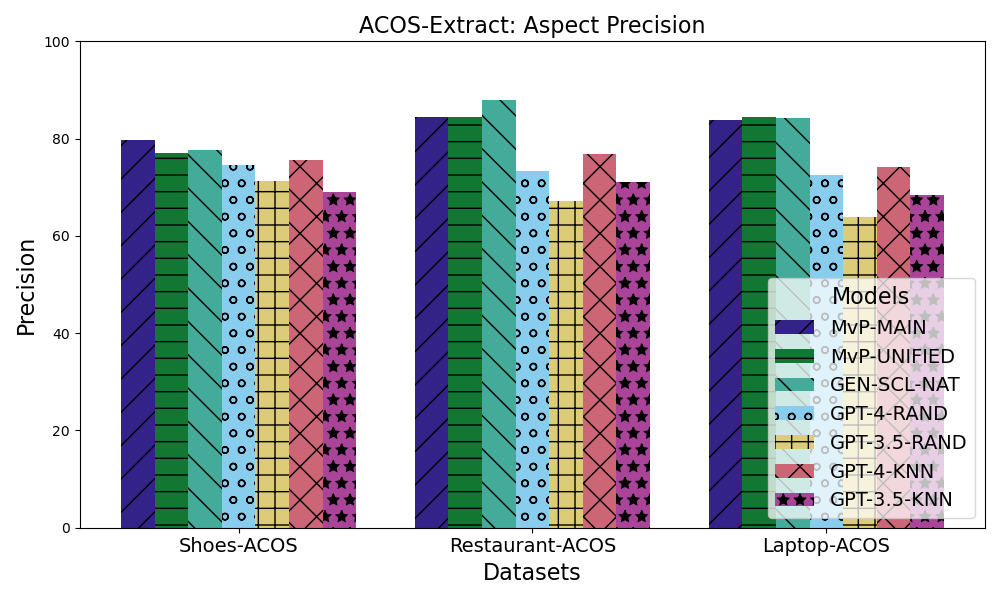 ACOS-Extract: Aspect Precision
100
80
60
40
20
0
Precision
Shoes-ACOS
Restaurant-ACOS
Laptop-ACOS
Datasets
Models
MvP-MAIN
MvP-UNIFIED
GEN-SCL-NAT
GPT-4-RAND
GPT-3.5-RAND
GPT-4-KNN
GPT-3.5-KNN